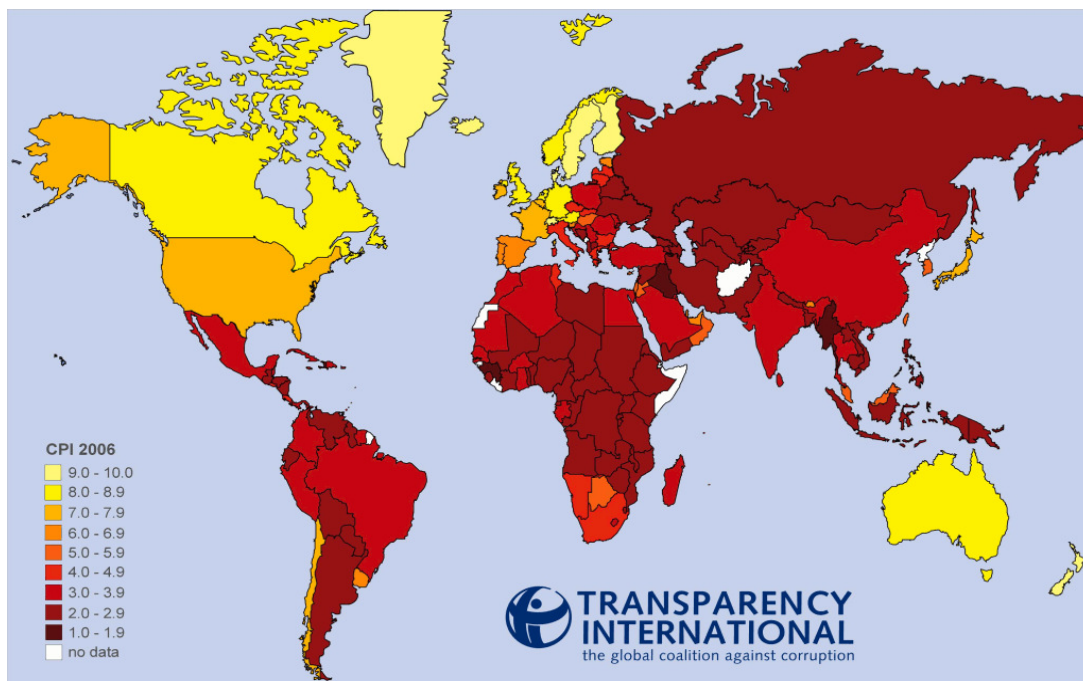 CPI 2006
9.0 - 10.0
8.0 - 8.9
7.0 - 7.9
6.0 - 6.9
5.0 - 5.9
4.0 - 4.9
3.0 - 3.9
2.0 - 2.9
1.0 - 1.9
no data
TRANSPARENCY
INTERNATIONAL
the global coalition against corruption